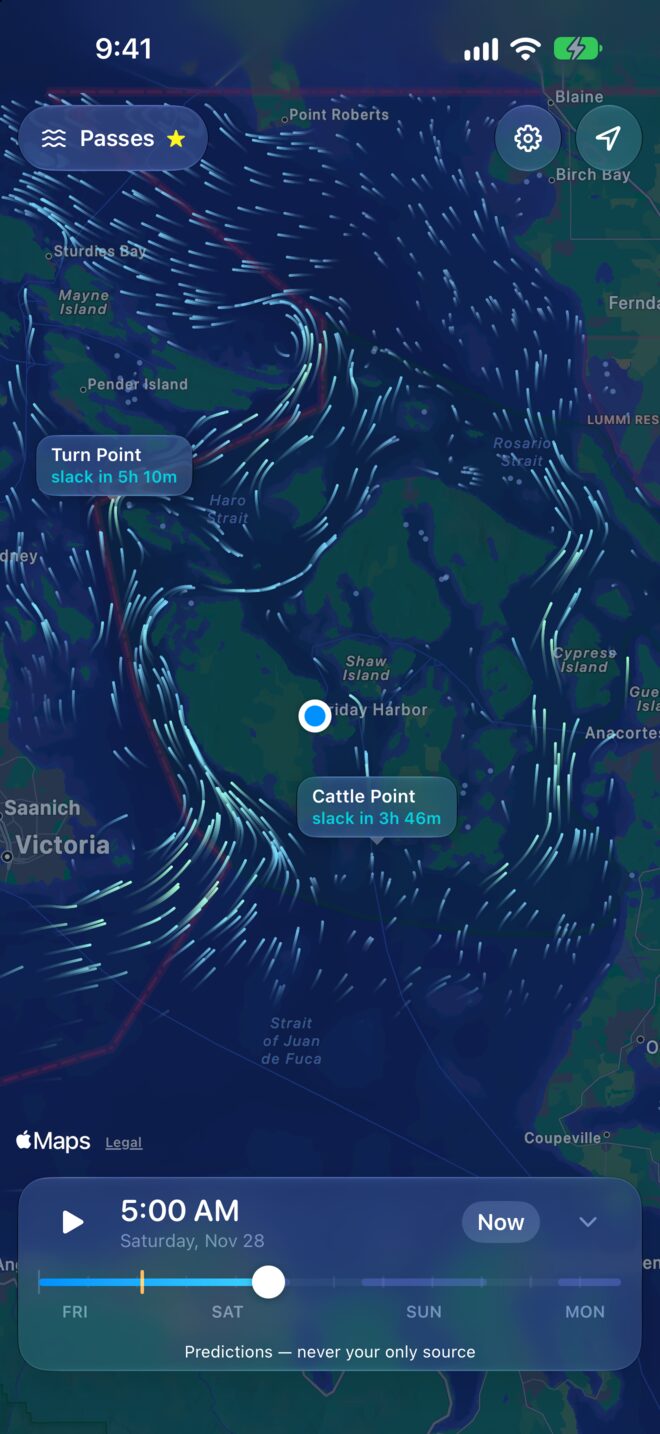 9:41
Blaine
Point Roberts
Passes
Birch Bay
Sturdies Bay
Mayne
Island
Pender Island
LUMMI RES
Turn Point
slack in 5h 10m
Rosario
Strait
Haro
Strait
dney
Shaw
Island
Cypress
Island
Gue
Isla
riday Harbor
Anacortes
Saanich
Victoria
Cattle Point
slack in 3h 46m
Strait
of Juan
de Fuca
O
Maps
Legal
Coupeville
5:00 AM
Saturday, Nov 28
Now
FRI
SAT
SUN
MON
Predictions — never your only source